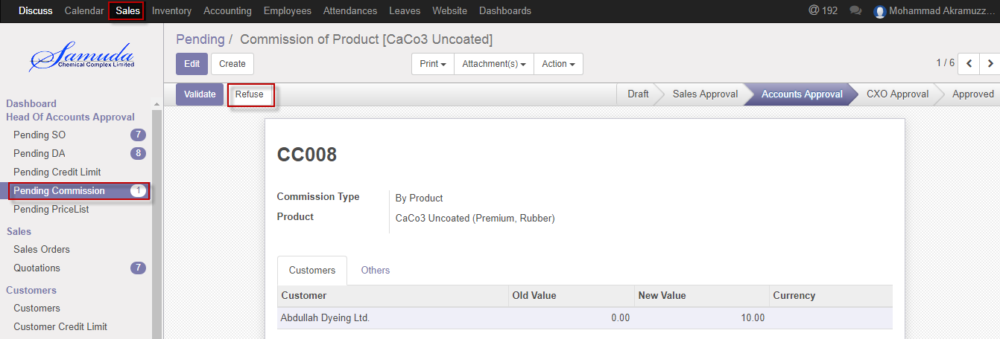 Discuss Calendar Sales Inventory Accounting Employees Attendances Leaves Website Dashboards @ 192 Mohammad Akramuzz...
Samuda
Chemical Complex Limited
Pending / Commission of Product [CaCo3 Uncoated]
Edit Create Print Attachment(s) Action 1 / 6
Validate Refuse Draft Sales Approval Accounts Approval CXO Approval Approved
Dashboard
Head Of Accounts Approval
Pending SO 7
Pending DA 8
Pending Credit Limit
Pending Commission 1
Pending PriceList
Sales
Sales Orders
Quotations 7
Customers
Customers
Customer Credit Limit
CC008
Commission Type By Product
Product CaCo3 Uncoated (Premium, Rubber)
Customers Others
Customer Old Value New Value Currency
Abdullah Dyeing Ltd. 0.00 10.00